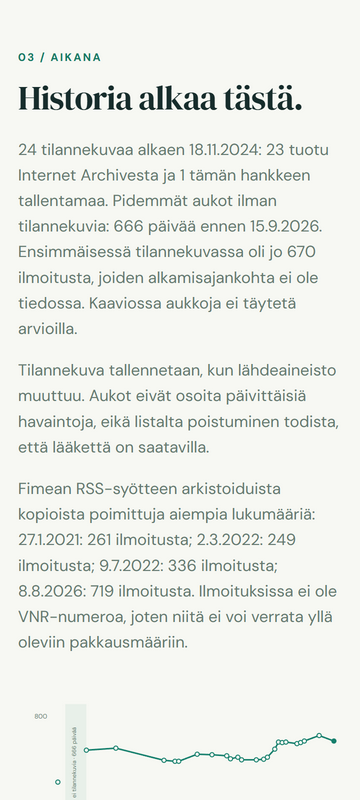 03 / AIKANA
Historia alkaa tästä.
24 tilannekuvaa alkaen 18.11.2024: 23 tuotu
Internet Archivesta ja 1 tämän hankkeen
tallentamaa. Pidemmät aukot ilman
tilannekuvia: 666 päivää ennen 15.9.2026.
Ensimmäisessä tilannekuvassa oli jo 670
ilmoitusta, joiden alkamisajankohta ei ole
tiedossa. Kaaviossa aukkoja ei täytetä
arvioilla.
Tilannekuva tallennetaan, kun lähdeaineisto
muuttuu. Aukot eivät osoita päivittäisiä
havaintoja, eikä listalta poistuminen todista,
että lääkettä on saatavilla.
Fimean RSS-syötteen arkistoiduista
kopioista poimittuja aiempia lukumääriä:
27.1.2021: 261 ilmoitusta; 2.3.2022: 249
ilmoitusta; 9.7.2022: 336 ilmoitusta;
8.8.2026: 719 ilmoitusta. Ilmoituksissa ei ole
VNR-numeroa, joten niitä ei voi verrata yllä
oleviin pakkausmääriin.
800
ei tilannekuvia · 666 päivää